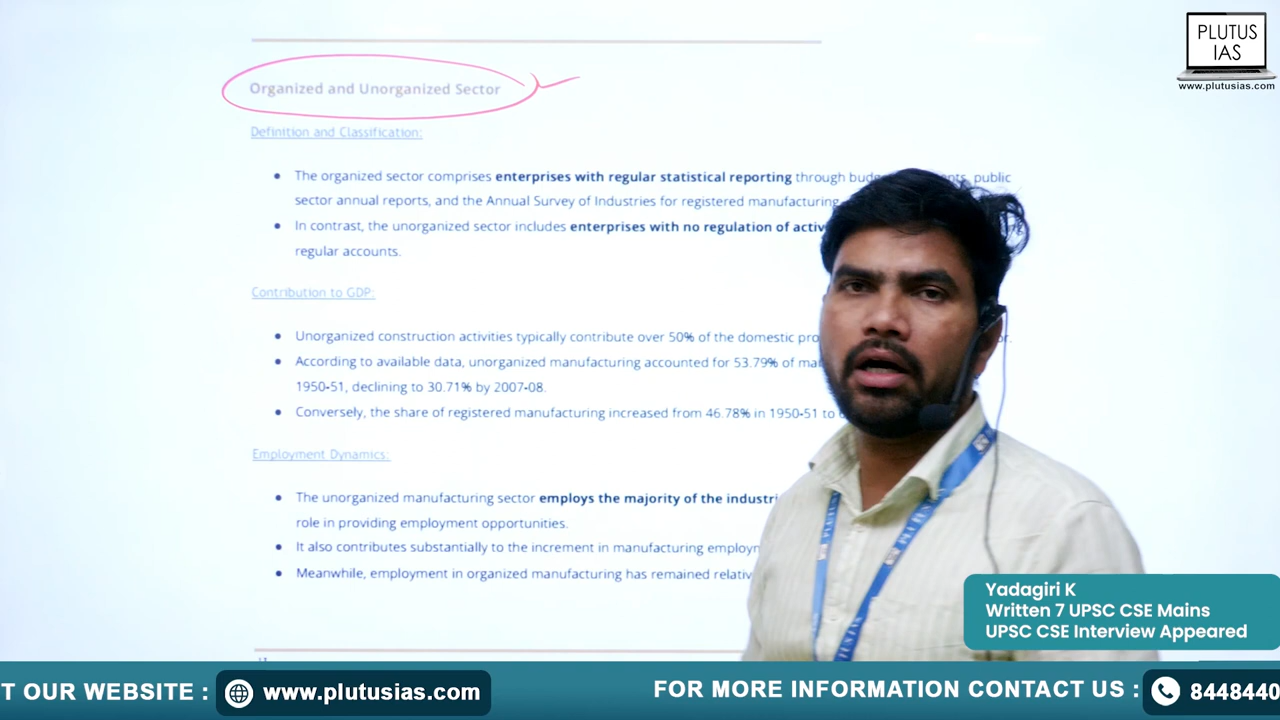 PLUTUS
IAS
www.plutusias.com
Organized and Unorganized Sector
Definition and Classification:
● The organized sector comprises enterprises with regular statistical reporting through public
sector annual reports, and the Annual Survey of Industries for registered manufacturing
● In contrast, the unorganized sector includes enterprises with no regulation of
regular accounts.
Contribution to GDP:
● Unorganized construction activities typically contribute over 50% of the domestic
● According to available data, unorganized manufacturing accounted for 53.79% of
1950-51, declining to 30.71% by 2007-08.
● Conversely, the share of registered manufacturing increased from 46.78% in 1950-51 to
Employment Dynamics:
● The unorganized manufacturing sector employs the majority of the
role in providing employment opportunities.
● It also contributes substantially to the increment in manufacturing
● Meanwhile, employment in organized manufacturing has remained
Yadagiri K
Written 7 UPSC CSE Mains
UPSC CSE Interview Appeared
T OUR WEBSITE : www.plutusias.com FOR MORE INFORMATION CONTACT US : 8448440